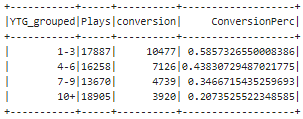 +-----------+-----+----------+-------------------+
|YTG_grouped|Plays|conversion|     ConversionPerc|
+-----------+-----+----------+-------------------+
|        1-3|17887|     10477| 0.5857326550008386|
|        4-6|16258|      7126|0.43830729487021775|
|        7-9|13670|      4739| 0.3466715435259693|
|        10+|18905|      3920| 0.2073525522348585|
+-----------+-----+----------+-------------------+